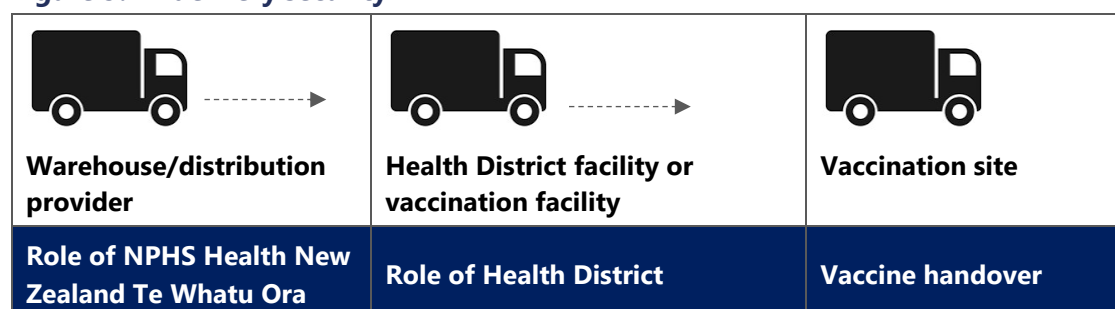 Warehouse/distribution
provider
Health District facility or
vaccination facility
Vaccination site
Role of NPHS Health New
Zealand Te Whatu Ora
Role of Health District
Vaccine handover